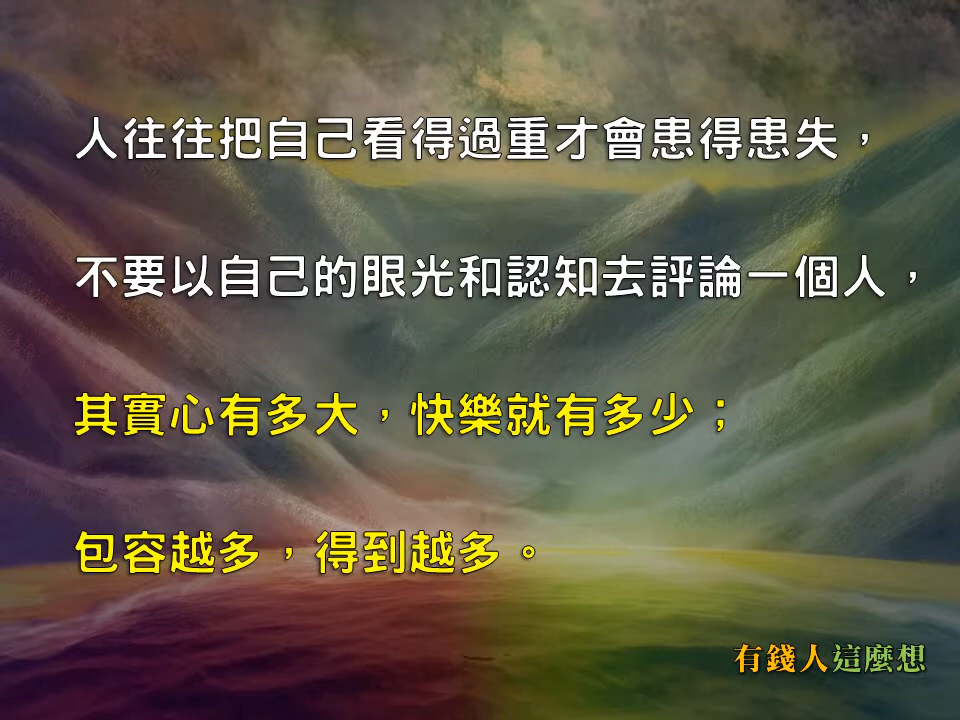 人往往把自己看得過重才會患得患失，
不要以自己的眼光和認知去評論一個人，
其實心有多大，快樂就有多少；
包容越多，得到越多。
有錢人這麼想